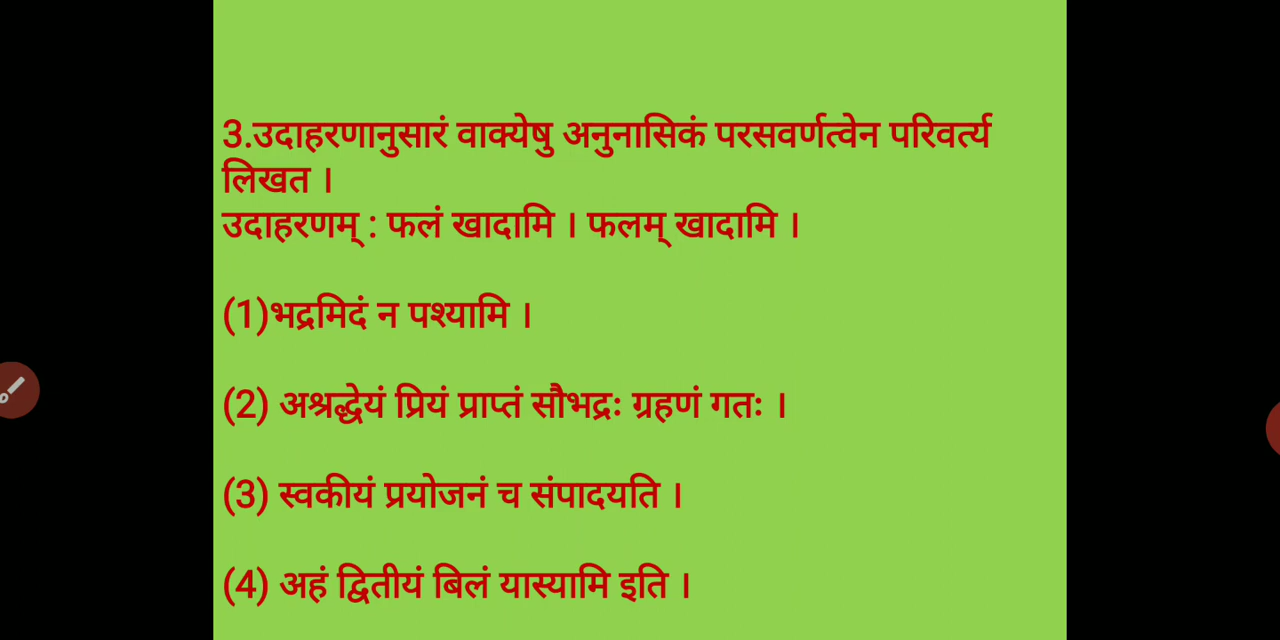 3.उदाहरणानुसारं वाक्येषु अनुनासिकं परसवर्णत्वेन परिवर्त्य
लिखत ।
उदाहरणम् : फलं खादामि । फलम् खादामि ।
(1)भद्रमिदं न पश्यामि ।
(2) अश्रद्धेयं प्रियं प्राप्तं सौभद्रः ग्रहणं गतः ।
(3) स्वकीयं प्रयोजनं च संपादयति ।
(4) अहं द्वितीयं बिलं यास्यामि इति ।